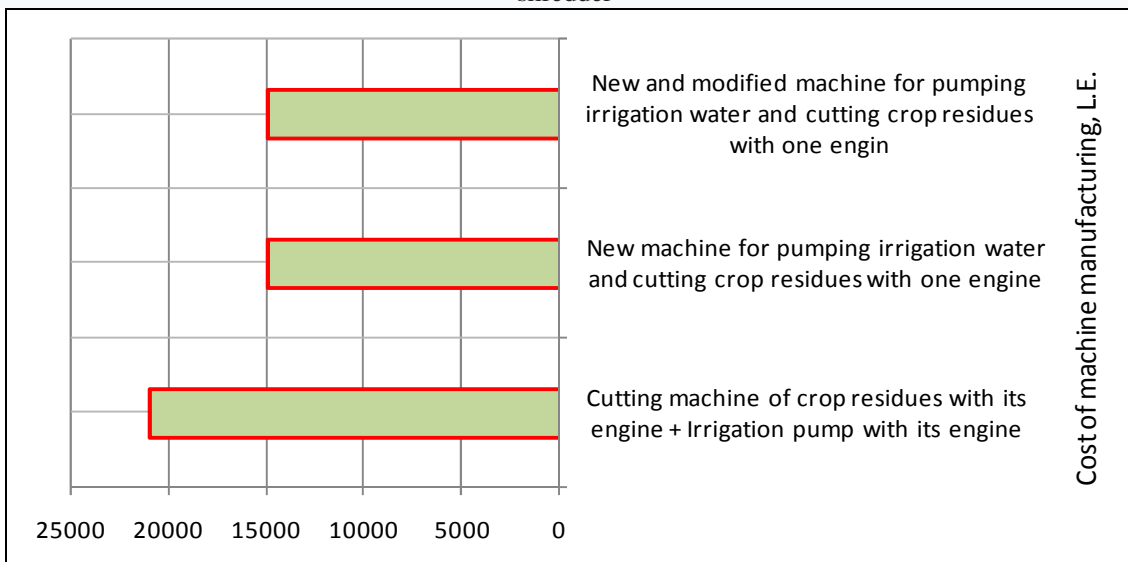 New and modified machine for pumping
irrigation water and cutting crop residues
with one engin
New machine for pumping irrigation water
and cutting crop residues with one engine
Cutting machine of crop residues with its
engine + Irrigation pump with its engine
Cost of machine manufacturing, L.E.
25000 20000 15000 10000 5000 0